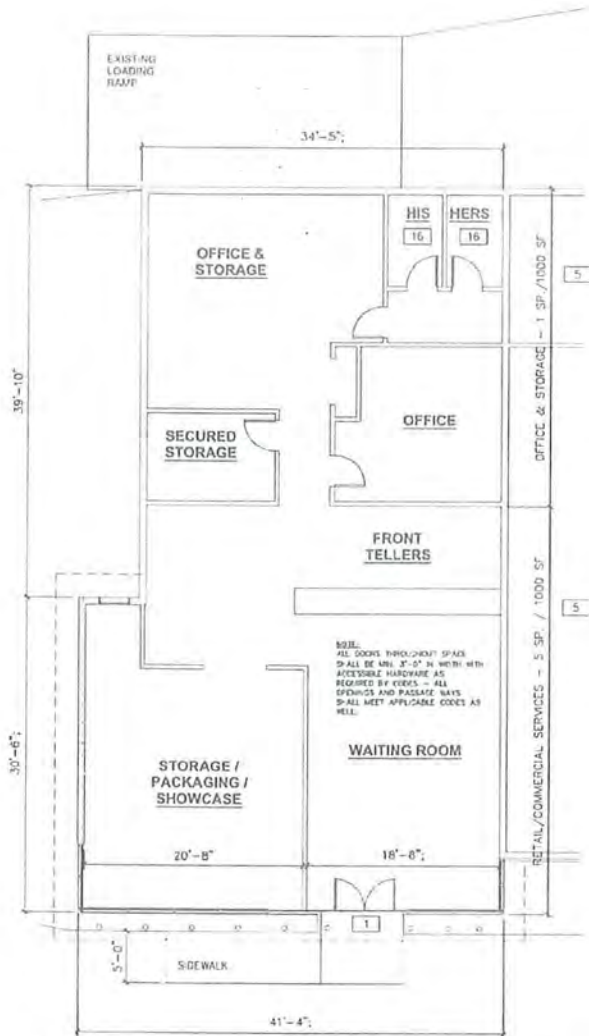 EXISTING
LOADING
RAMP
34'-5";
HIS
HERS
16
16
OFFICE &
STORAGE
5
OFFICE & STORAGE - 1 SP./1000 SF
39'-10"
OFFICE
SECURED
STORAGE
FRONT
TELLERS
5
NOTE:
ALL DOORS THROUGHOUT SPACE
SHALL BE MIN. 3'-0" IN WIDTH WITH
ACCESSIBLE HARDWARE AS
REQUIRED BY CODES - ALL
OPENINGS AND PASSAGE WAYS
SHALL MEET APPLICABLE CODES AS
WELL.
RETAIL/COMMERCIAL SERVICES - 5 SP. / 1000 SF
30'-6";
WAITING ROOM
STORAGE /
PACKAGING /
SHOWCASE
20'-8"
18'-8";
1
5'-0"
SIDEWALK
41'-4";